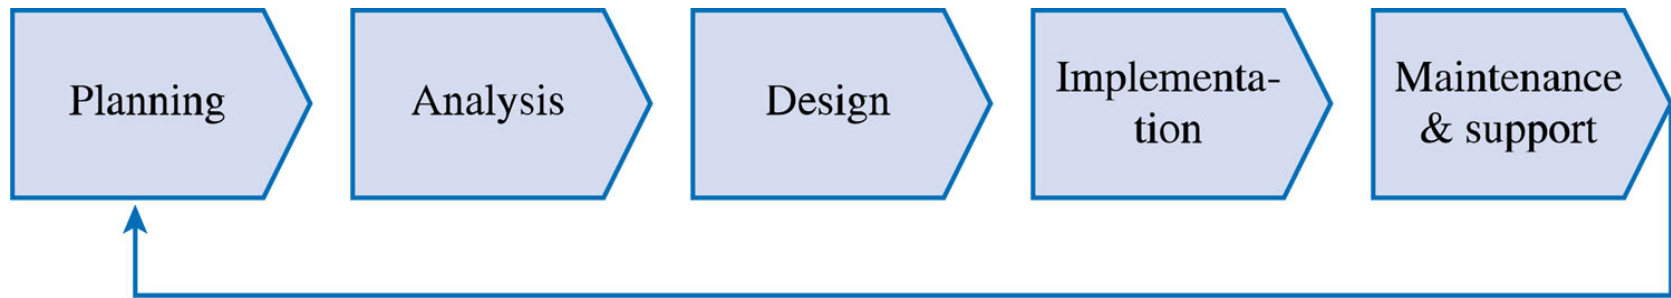 Planning
Analysis
Design
Implementa-
tion
Maintenance
& support